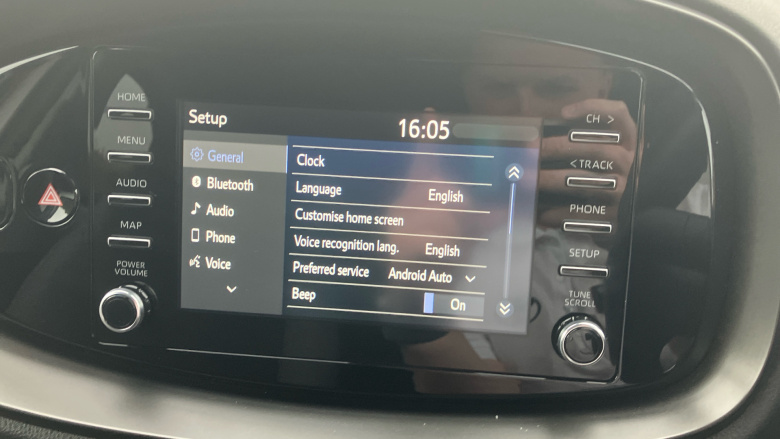 HOME
MENU
AUDIO
MAP
POWER
VOLUME
Setup
16:05
General
Bluetooth
Audio
Phone
Voice
Clock
Language English
Customise home screen
Voice recognition lang. English
Preferred service Android Auto
Beep On
CH >
< TRACK
PHONE
SETUP
TUNE
SCROLL